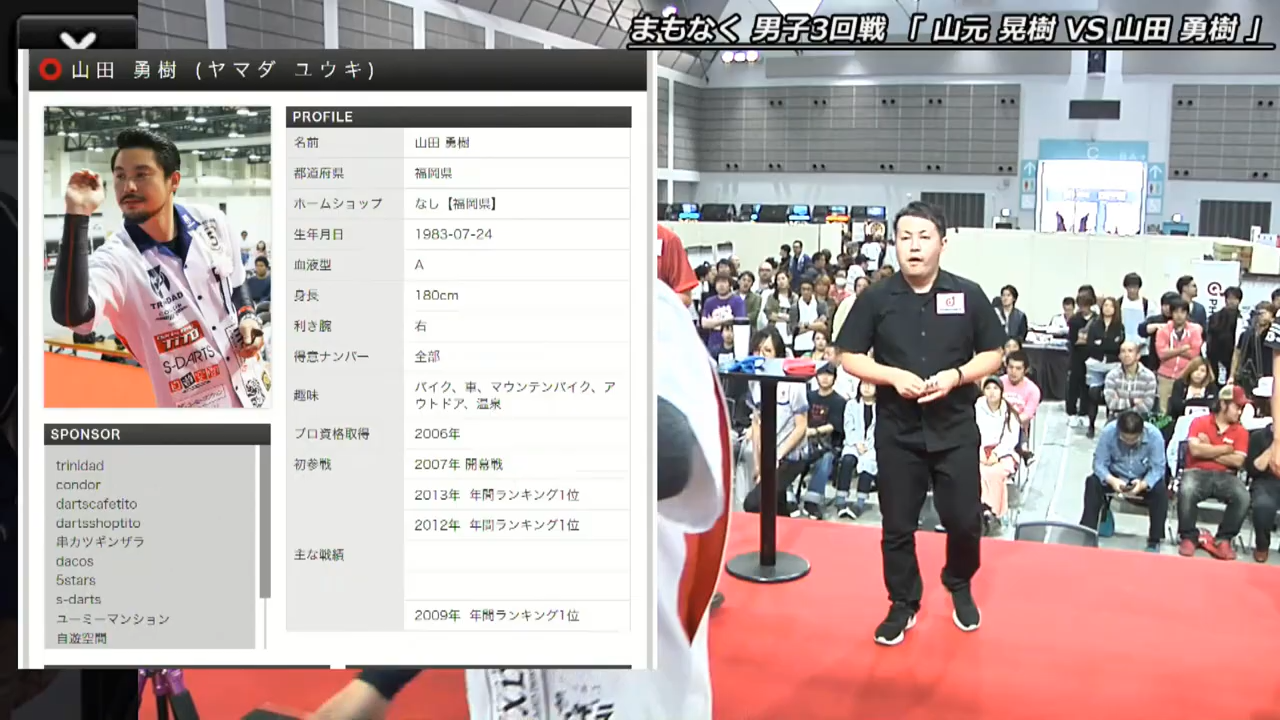 まもなく 男子3回戦 「 山元 晃樹 VS 山田 勇樹 」
山田 勇樹 (ヤマダ ユウキ)
PROFILE
名前 山田 勇樹
都道府県 福岡県
ホームショップ なし【福岡県】
生年月日 1983-07-24
血液型 A
身長 180cm
利き腕 右
得意ナンバー 全部
趣味 バイク、車、マウンテンバイク、ア
ウトドア、温泉
プロ資格取得 2006年
初参戦 2007年 開幕戦
主な戦績
2013年 年間ランキング1位
2012年 年間ランキング1位
2009年 年間ランキング1位
TRINIDAD
TiTO
S-DARTS
SPONSOR
trinidad
condor
dartscafetito
dartsshoptito
串カツギンザラ
dacos
5stars
s-darts
ユーミーマンション
自遊空間